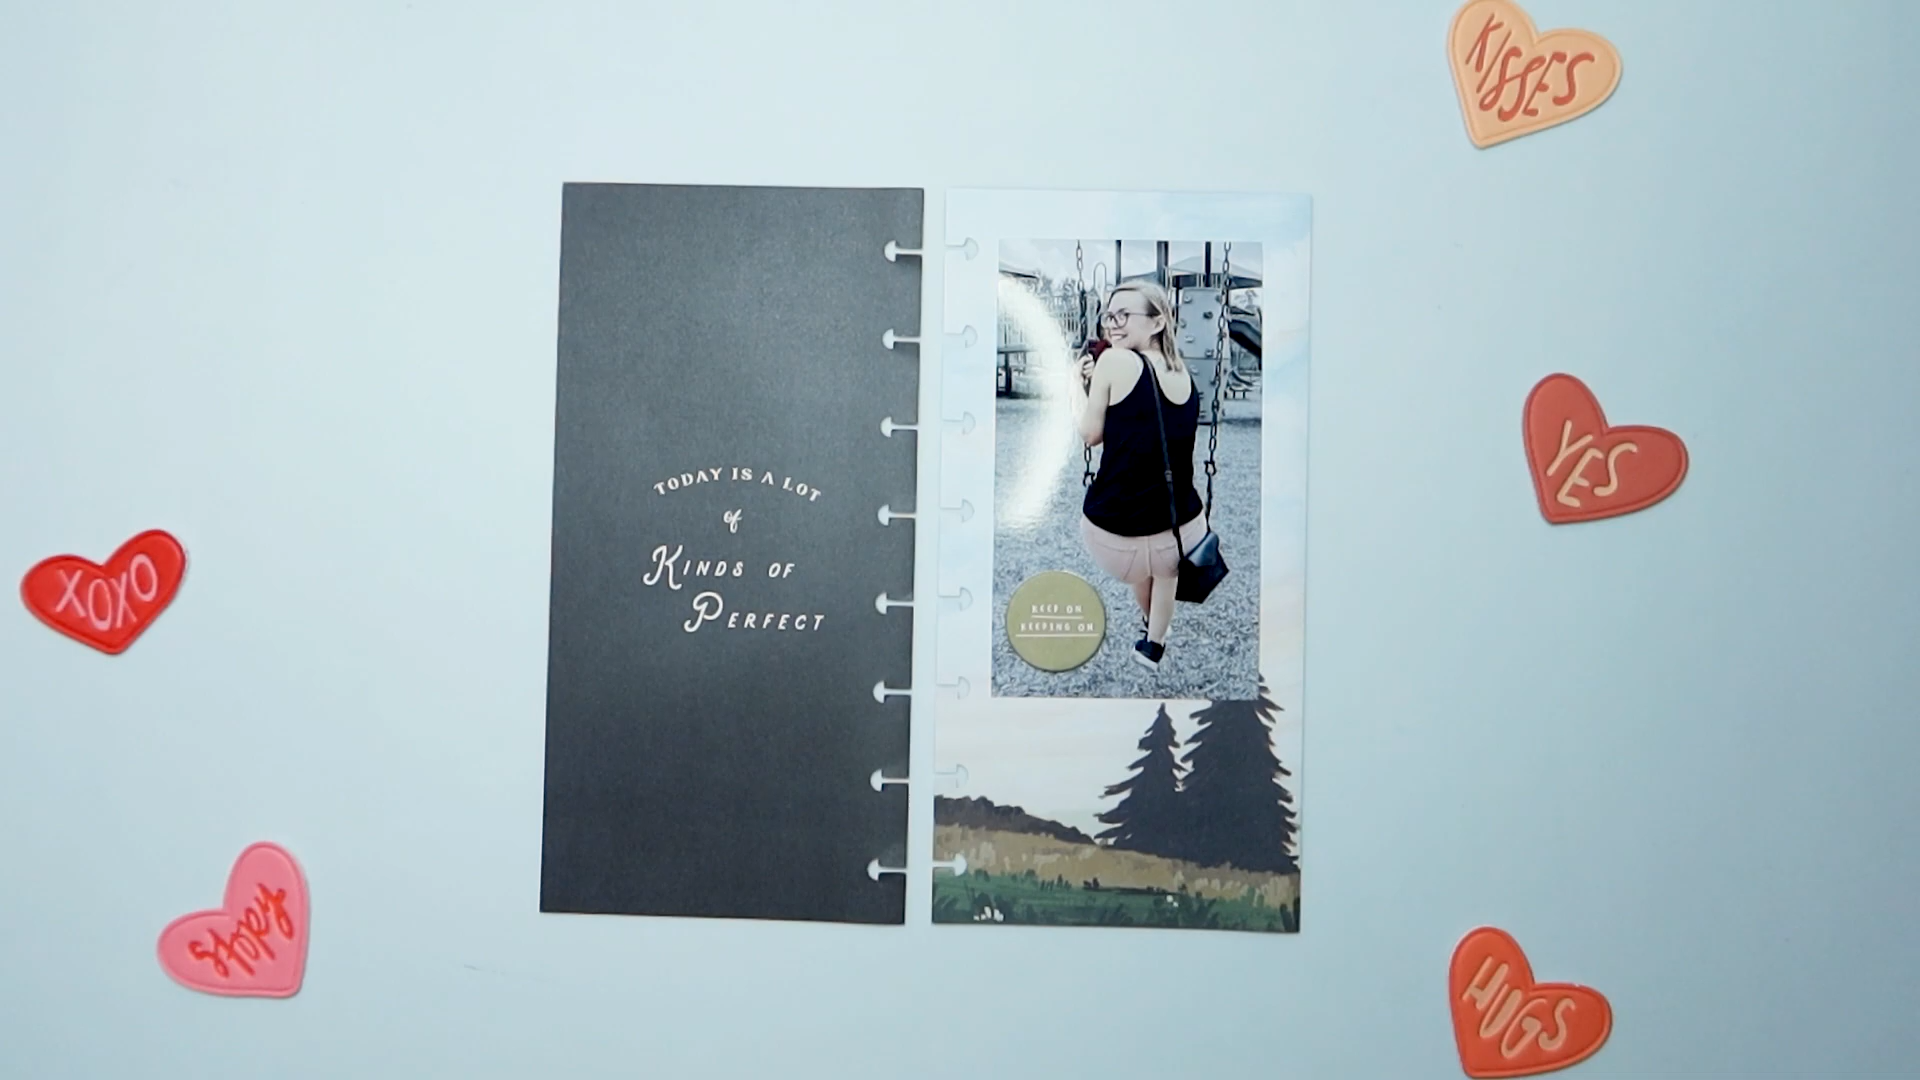 KISSES
TODAY IS A LOT
of
KINDS OF
PERFECT
YES
XOXO
KEEP ON
KEEPING ON
HUGS